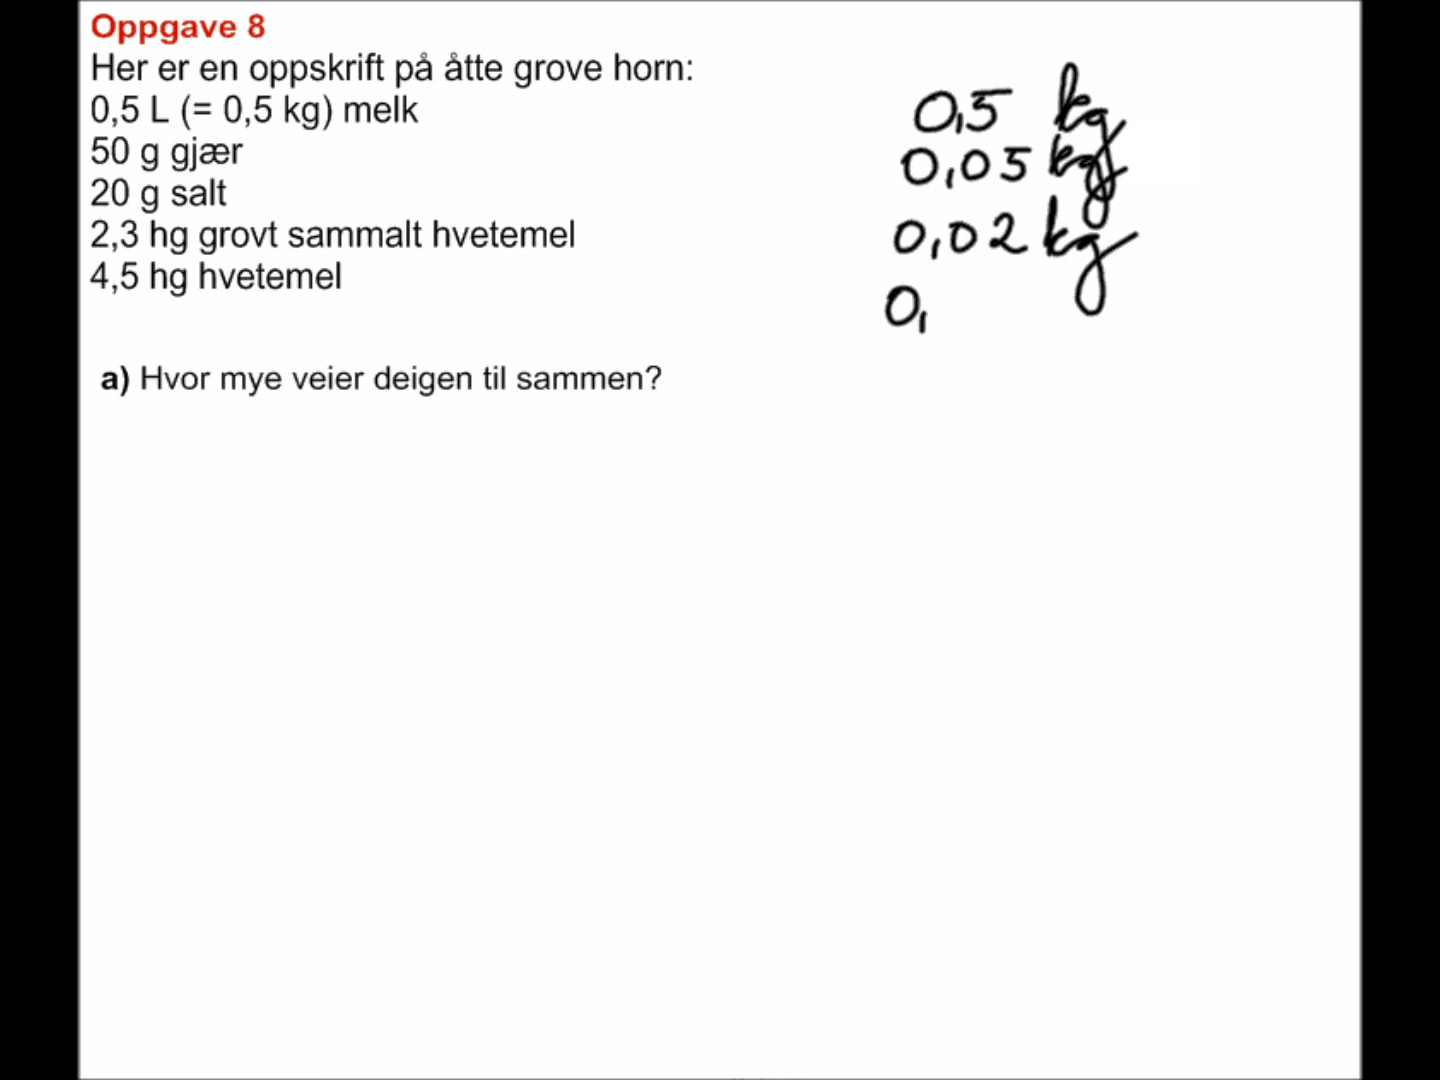 Oppgave 8
Her er en oppskrift på åtte grove horn:
0,5 L (= 0,5 kg) melk
50 g gjær
20 g salt
2,3 hg grovt sammalt hvetemel
4,5 hg hvetemel
a) Hvor mye veier deigen til sammen?
0,5 kg
0,05 kg
0,02 kg
0,